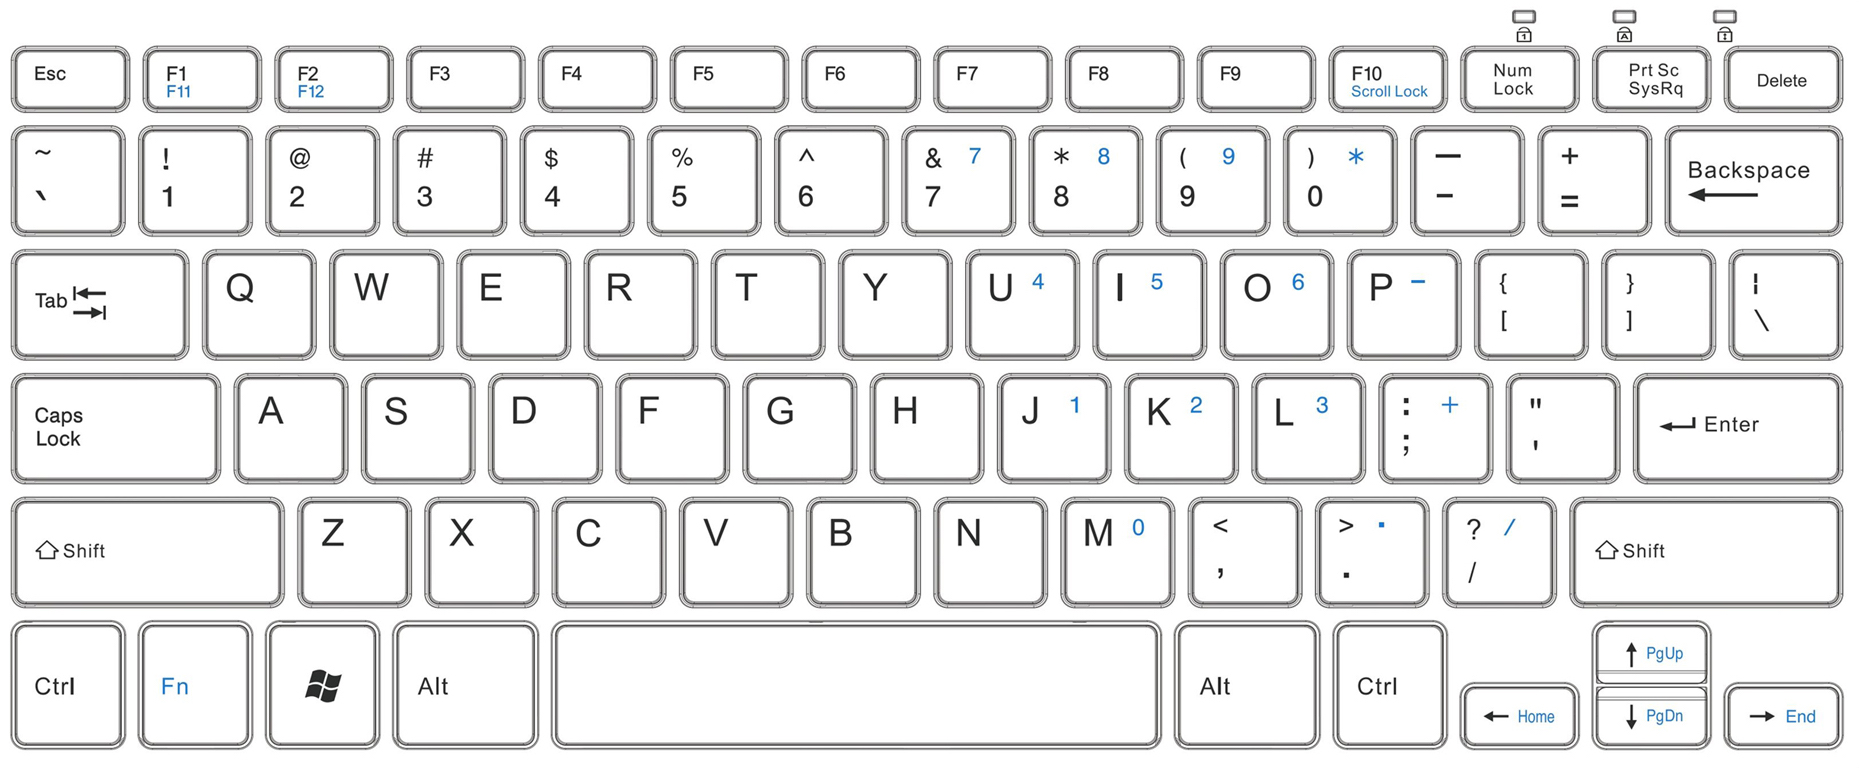 1 A
Esc F1 F2 F3 F4 F5 F6 F7 F8 F9 F10 Num Prt Sc Delete
F11 F12 Scroll Lock Lock SysRq
~ ! @ # $ % ^ & 7 * 8 ( 9 ) * — + Backspace
` 1 2 3 4 5 6 7 8 9 0 - =
Tab Q W E R T Y U 4 I 5 O 6 P - { } ¦
[ ] \
Caps A S D F G H J 1 K 2 L 3 : + " Enter
Lock ; '
Shift Z X C V B N M 0 < > . ? / Shift
, . /
PgUp
Ctrl Fn Alt Alt Ctrl
Home PgDn End